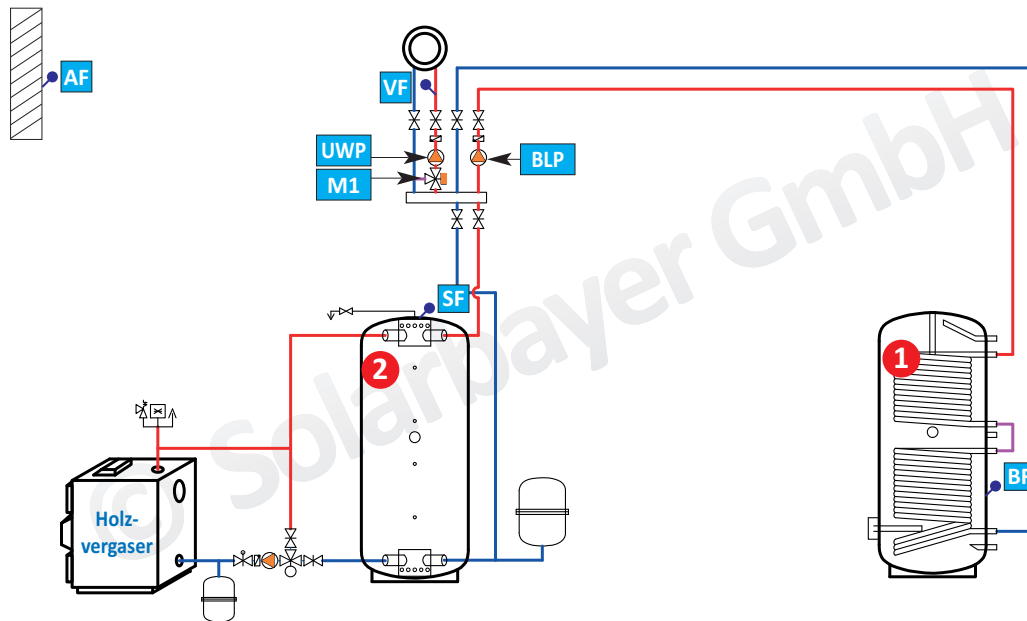 AF
VF
UWP
BLP
M1
SF
2
1
BF
Holz-
vergaser
© Solarbayer GmbH